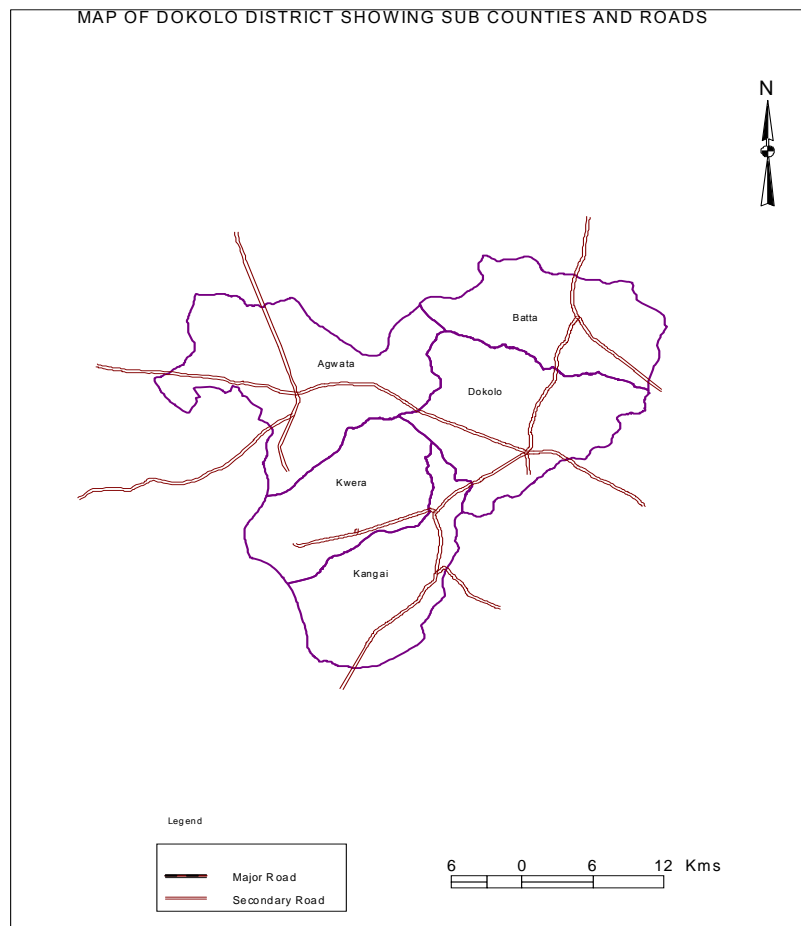 MAP OF DOKOLO DISTRICT SHOWING SUB COUNTIES AND ROADS
N
Batta
Agwata
Dokolo
Kwera
Kangai
Legend
Major Road
Secondary Road
6 0 6 12 Kms